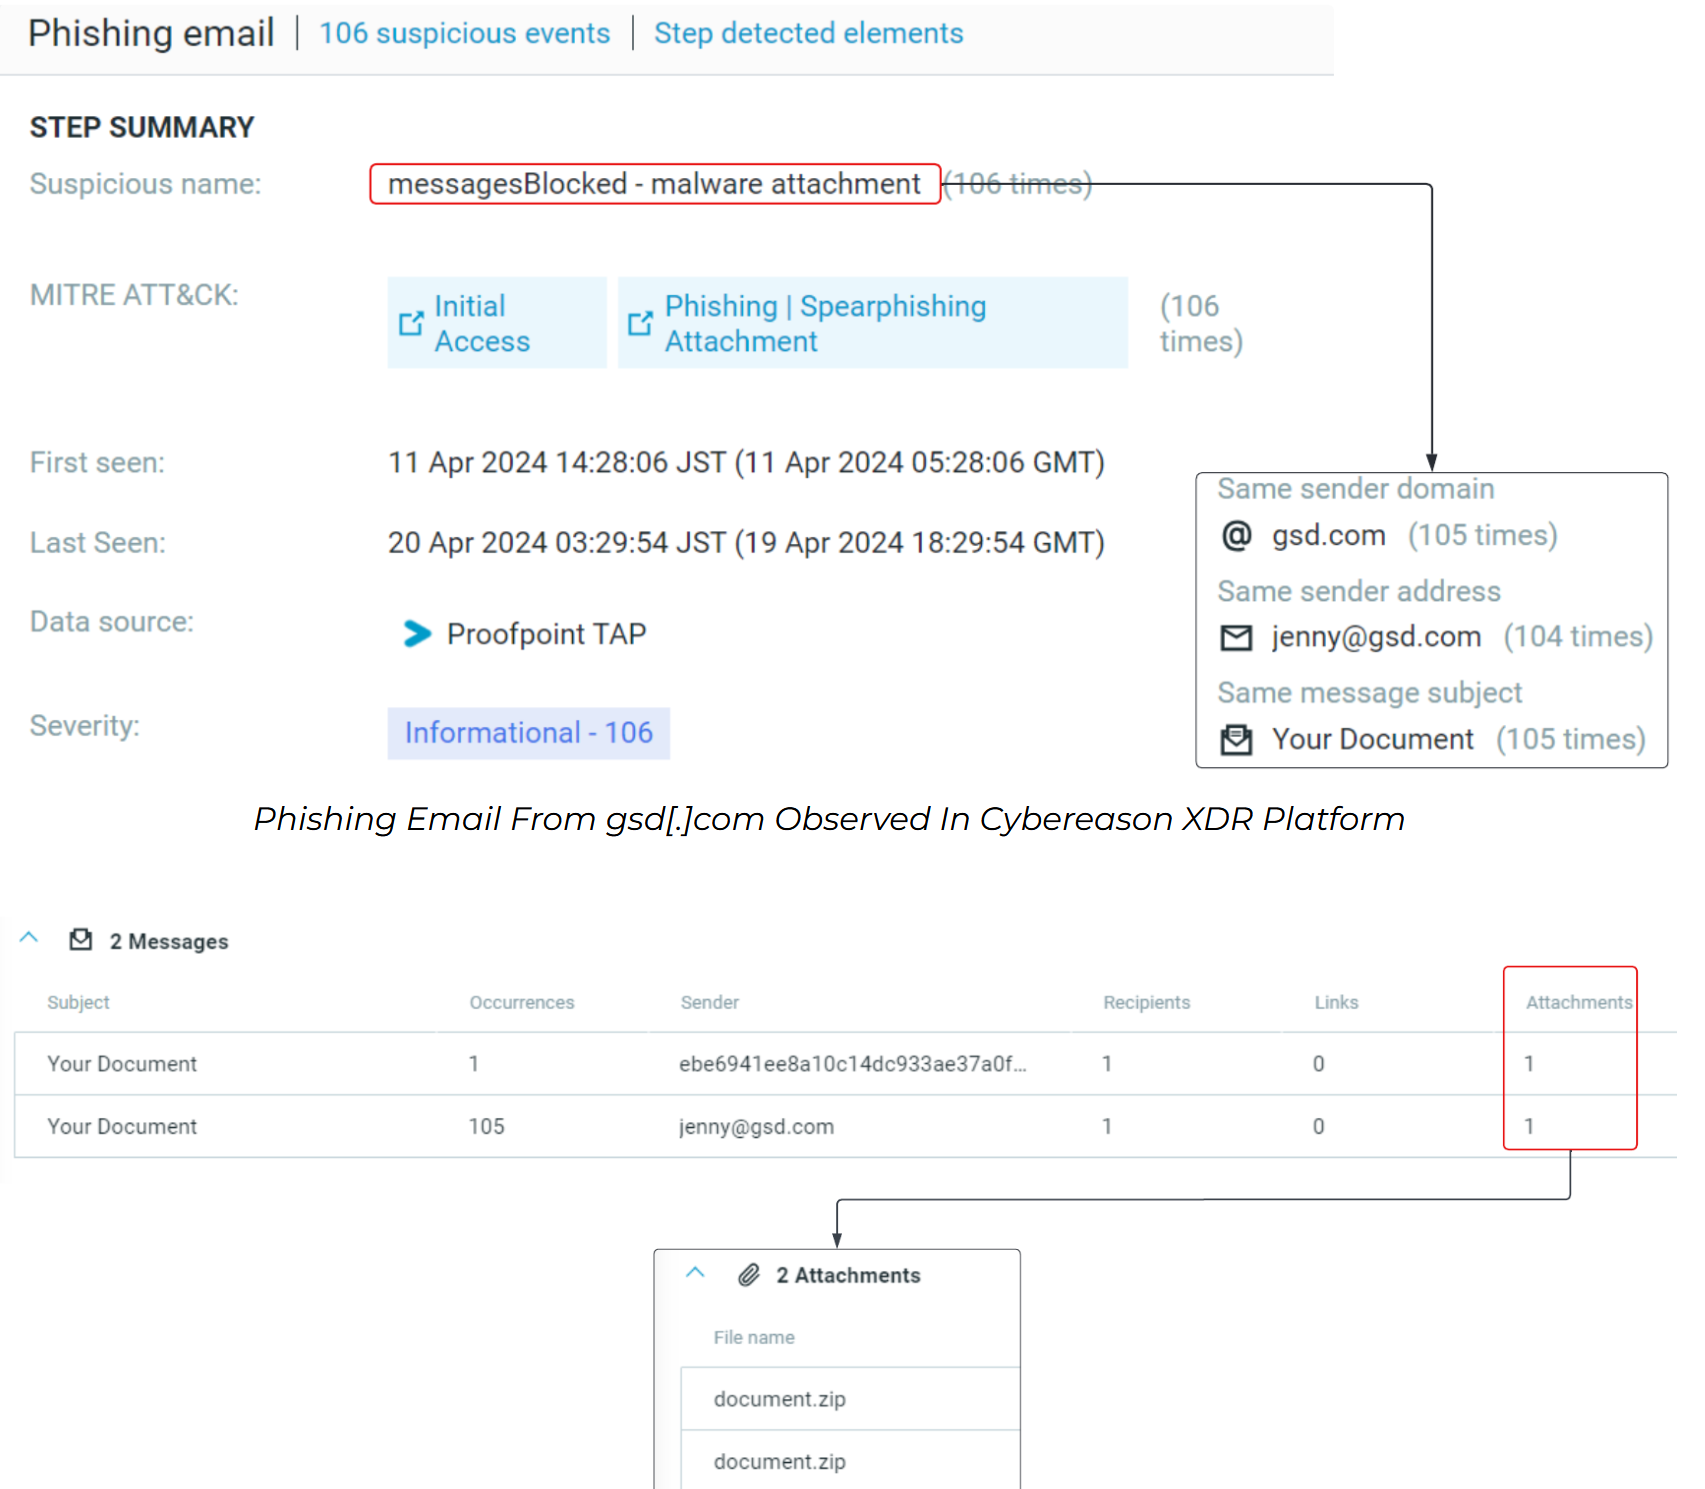 Phishing email | 106 suspicious events | Step detected elements
STEP SUMMARY
Suspicious name: messagesBlocked - malware attachment (106 times)
MITRE ATT&CK: Initial Access Phishing | Spearphishing Attachment (106 times)
First seen: 11 Apr 2024 14:28:06 JST (11 Apr 2024 05:28:06 GMT)
Last Seen: 20 Apr 2024 03:29:54 JST (19 Apr 2024 18:29:54 GMT)
Data source: Proofpoint TAP
Severity: Informational - 106
Same sender domain
@ gsd.com (105 times)
Same sender address
jenny@gsd.com (104 times)
Same message subject
Your Document (105 times)
Phishing Email From gsd[.]com Observed In Cybereason XDR Platform
2 Messages
Subject Occurrences Sender Recipients Links Attachments
Your Document 1 ebe6941ee8a10c14dc933ae37a0f... 1 0 1
Your Document 105 jenny@gsd.com 1 0 1
2 Attachments
File name
document.zip
document.zip